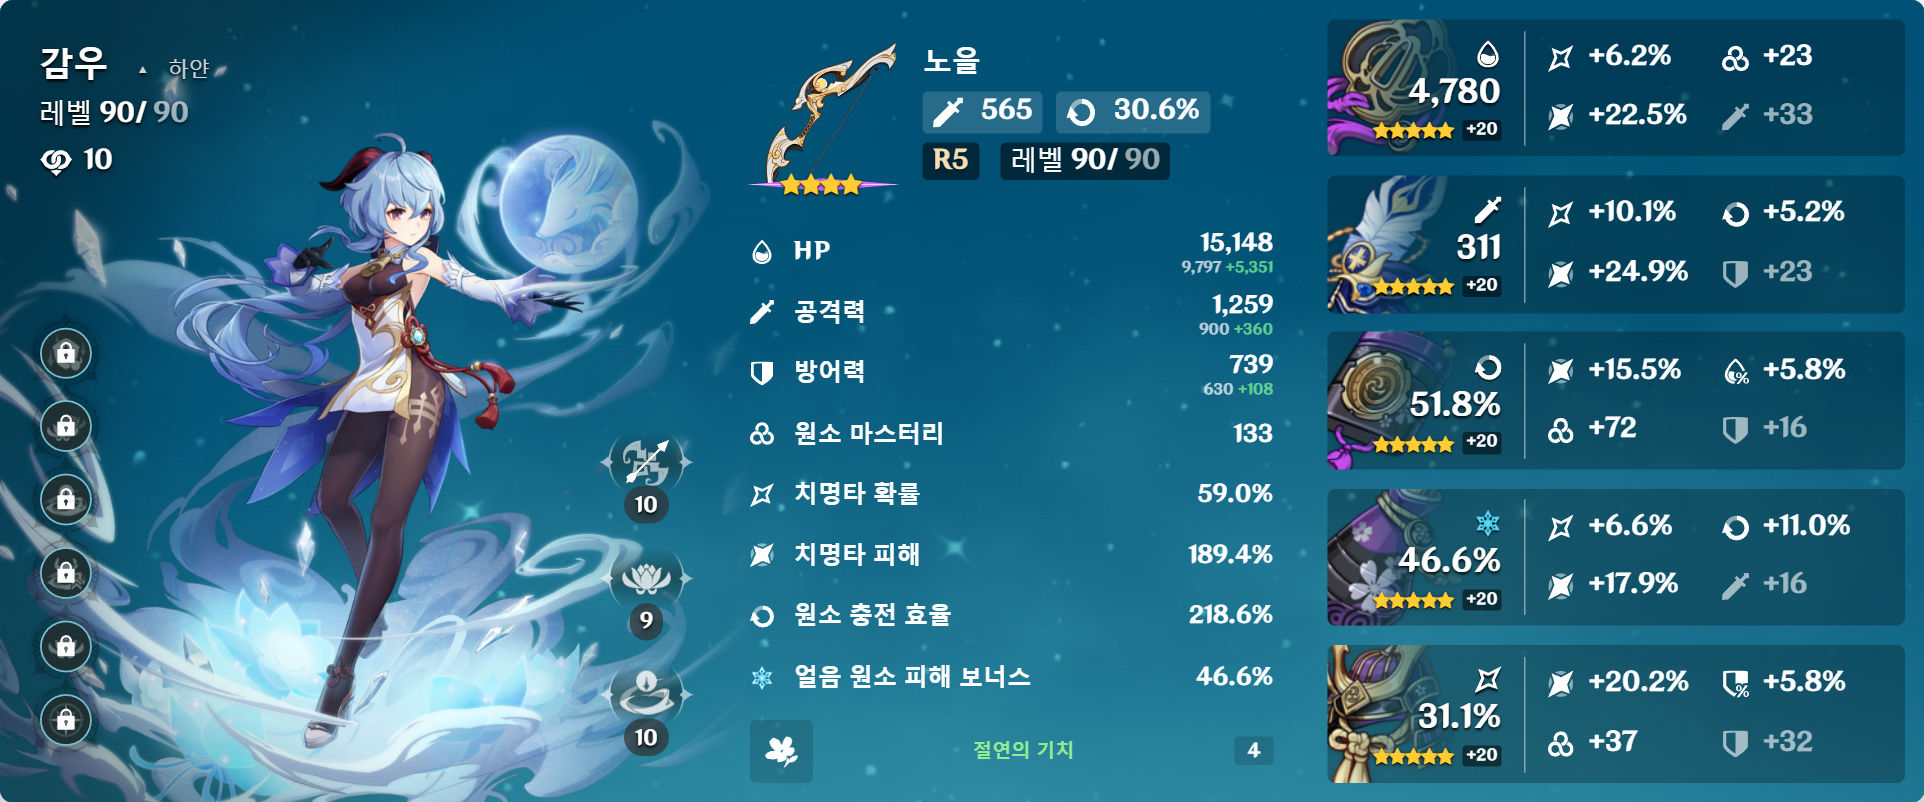 감우 ▲ 하얀
레벨 90/ 90
10
10
9
10
노을
565 30.6%
R5 레벨 90/ 90
HP 15,148
9,797 +5,351
공격력 1,259
900 +360
방어력 739
630 +108
원소 마스터리 133
치명타 확률 59.0%
치명타 피해 189.4%
원소 충전 효율 218.6%
얼음 원소 피해 보너스 46.6%
절연의 기치 4
4,780
+20
+6.2% +23
+22.5% +33
311
+20
+10.1% +5.2%
+24.9% +23
51.8%
+20
+15.5% +5.8%
+72 +16
46.6%
+20
+6.6% +11.0%
+17.9% +16
31.1%
+20
+20.2% +5.8%
+37 +32